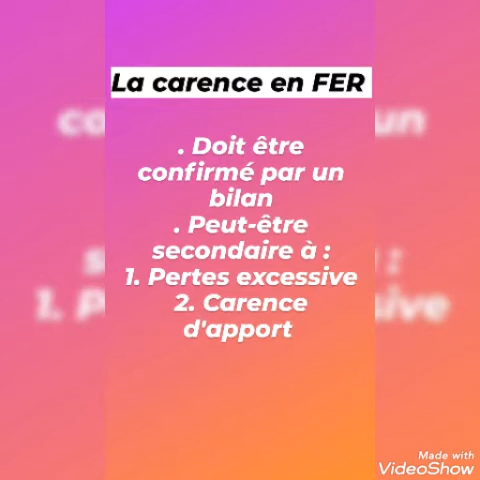 La carence en FER
. Doit être
confirmé par un
bilan
. Peut-être
secondaire à :
1. Pertes excessive
2. Carence
d'apport
Made with
VideoShow